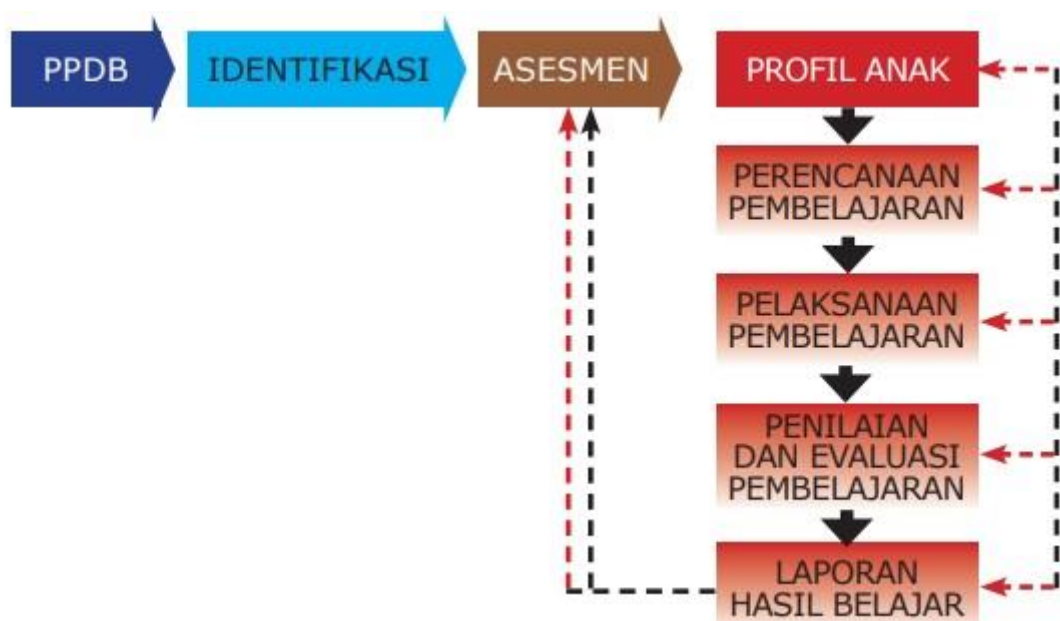 PPDB
IDENTIFIKASI
ASESMEN
PROFIL ANAK
PERENCANAAN
PEMBELAJARAN
PELAKSANAAN
PEMBELAJARAN
PENILAIAN
DAN EVALUASI
PEMBELAJARAN
LAPORAN
HASIL BELAJAR